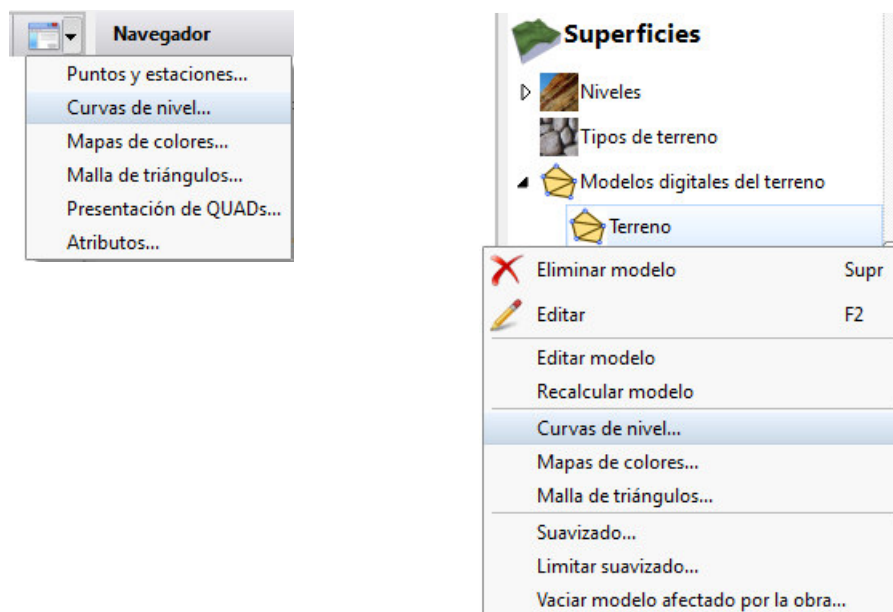 Navegador
Puntos y estaciones...
Curvas de nivel...
Mapas de colores...
Malla de triángulos...
Presentación de QUADs...
Atributos...
Superficies
Niveles
Tipos de terreno
Modelos digitales del terreno
Terreno
Eliminar modelo Supr
Editar F2
Editar modelo
Recalcular modelo
Curvas de nivel...
Mapas de colores...
Malla de triángulos...
Suavizado...
Limitar suavizado...
Vaciar modelo afectado por la obra...